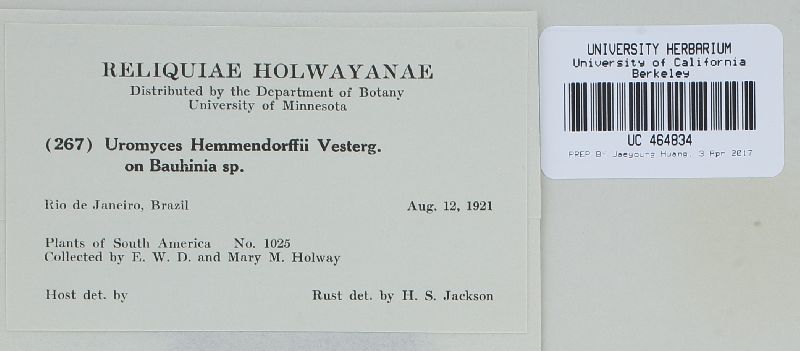 RELIQUIAE HOLWAYANAE
Distributed by the Department of Botany
University of Minnesota
(267) Uromyces Hemmendorffii Vesterg.
on Bauhinia sp.
Rio de Janeiro, Brazil Aug. 12, 1921
Plants of South America No. 1025
Collected by E. W. D. and Mary M. Holway
Host det. by Rust det. by H. S. Jackson
UNIVERSITY HERBARIUM
University of California
Berkeley
UC 464834
PREP BY Jaeyoung Huang, 3 Apr 2017